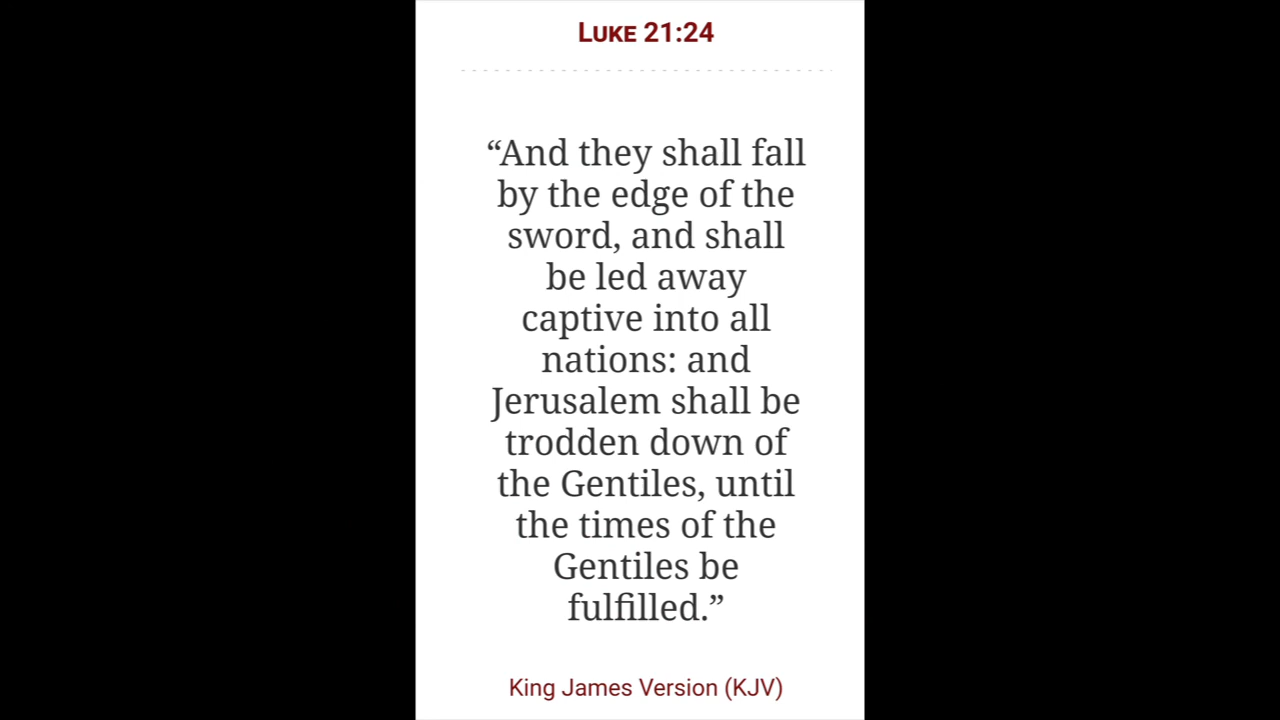 Luke 21:24
“And they shall fall
by the edge of the
sword, and shall
be led away
captive into all
nations: and
Jerusalem shall be
trodden down of
the Gentiles, until
the times of the
Gentiles be
fulfilled.”
King James Version (KJV)